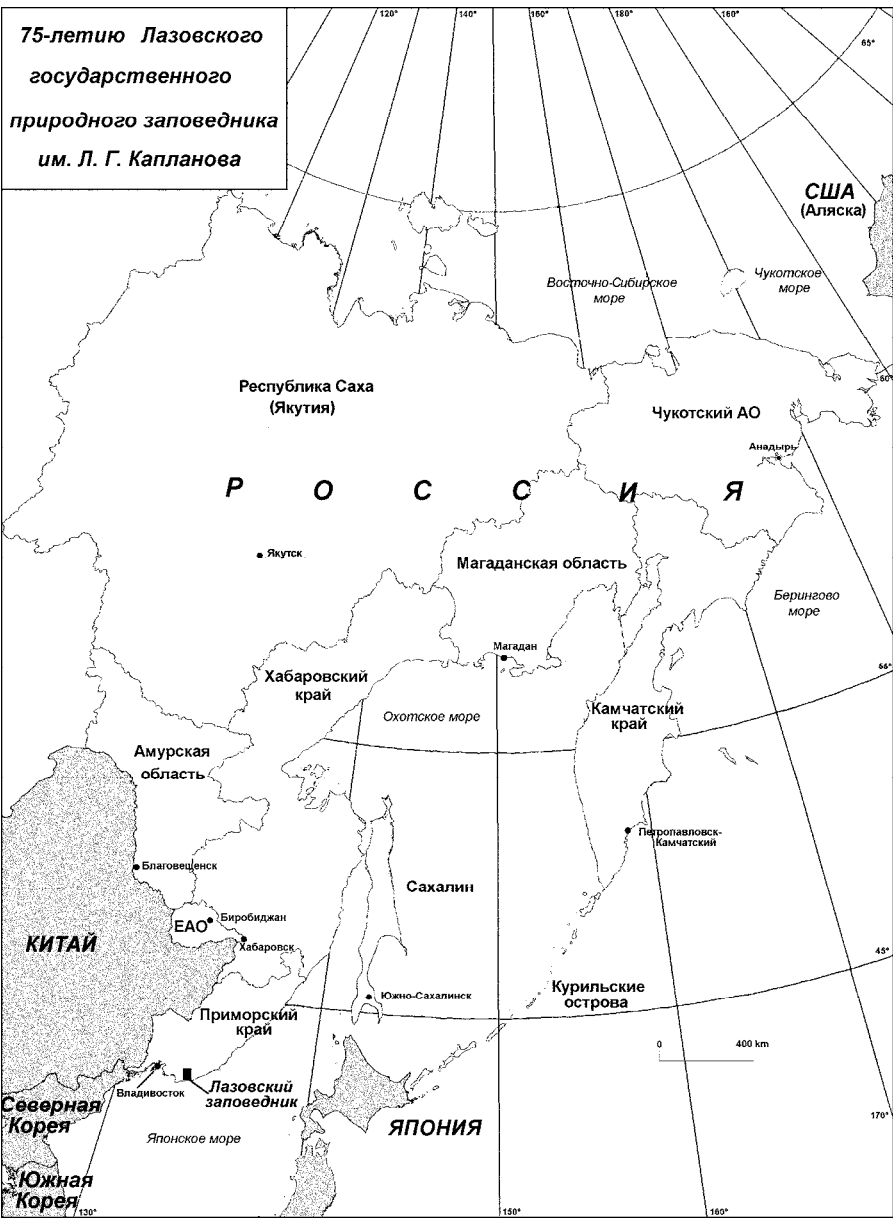 75-летию Лазовского
государственного
природного заповедника
им. Л. Г. Капланова
120°
140°
160°
180°
160°
65°
США
(Аляска)
Восточно-Сибирское
море
Чукотское
море
60°
Республика Саха
(Якутия)
Чукотский АО
Анадырь
Р О С С И Я
Якутск
Магаданская область
Берингово
море
Магадан
Хабаровский
край
55°
Охотское море
Камчатский
край
Амурская
область
Петропавловск-
Камчатский
Благовещенск
Сахалин
ЕАО
Биробиджан
Хабаровск
КИТАЙ
45°
Южно-Сахалинск
Курильские
острова
Приморский
край
0 400 km
Владивосток
Лазовский
заповедник
Северная
Корея
170°
Японское море
ЯПОНИЯ
Южная
Корея
130°
150°
160°